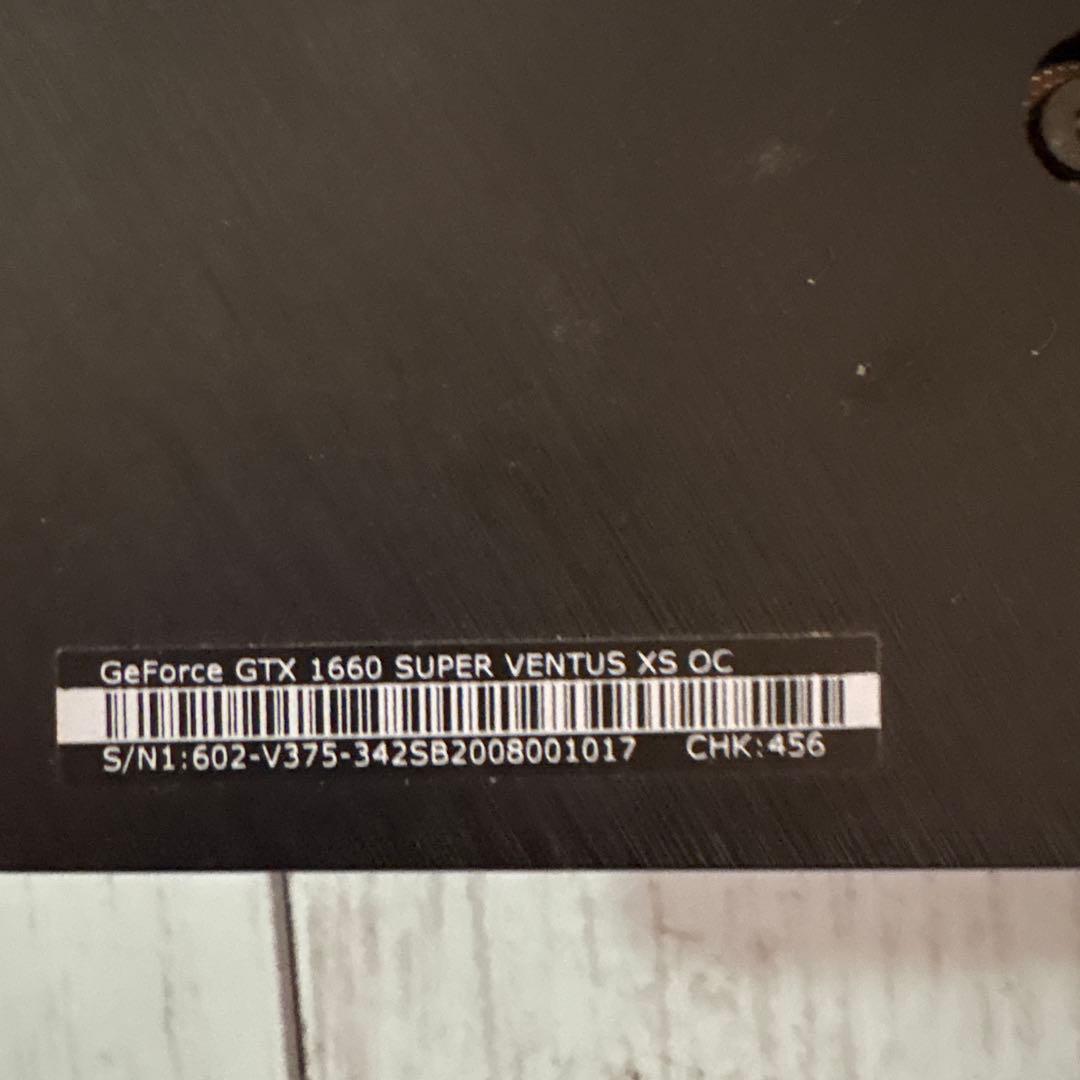 GeForce GTX 1660 SUPER VENTUS XS OC
S/N1:602-V375-342SB2008001017 CHK:456